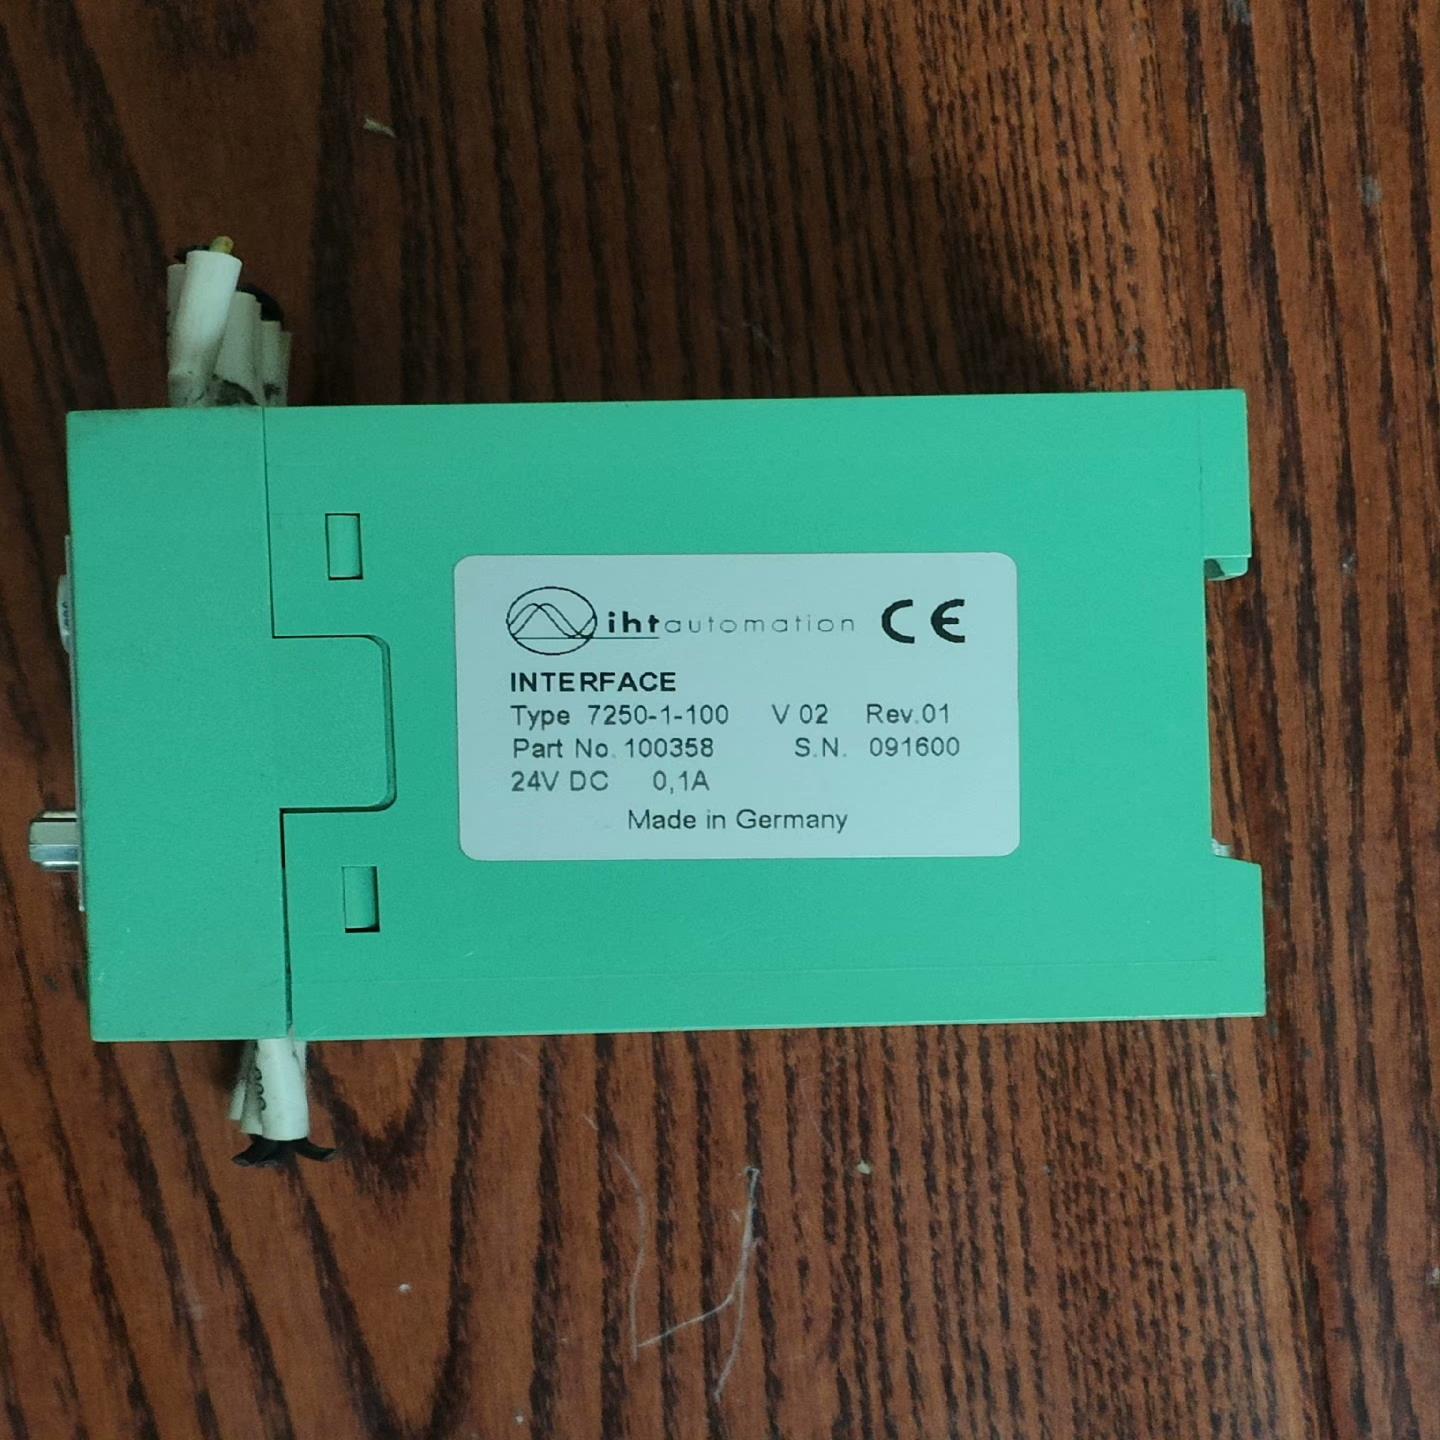 ihtautomation CE
INTERFACE
Type 7250-1-100 V 02 Rev.01
Part No. 100358 S.N. 091600
24V DC 0,1A
Made in Germany